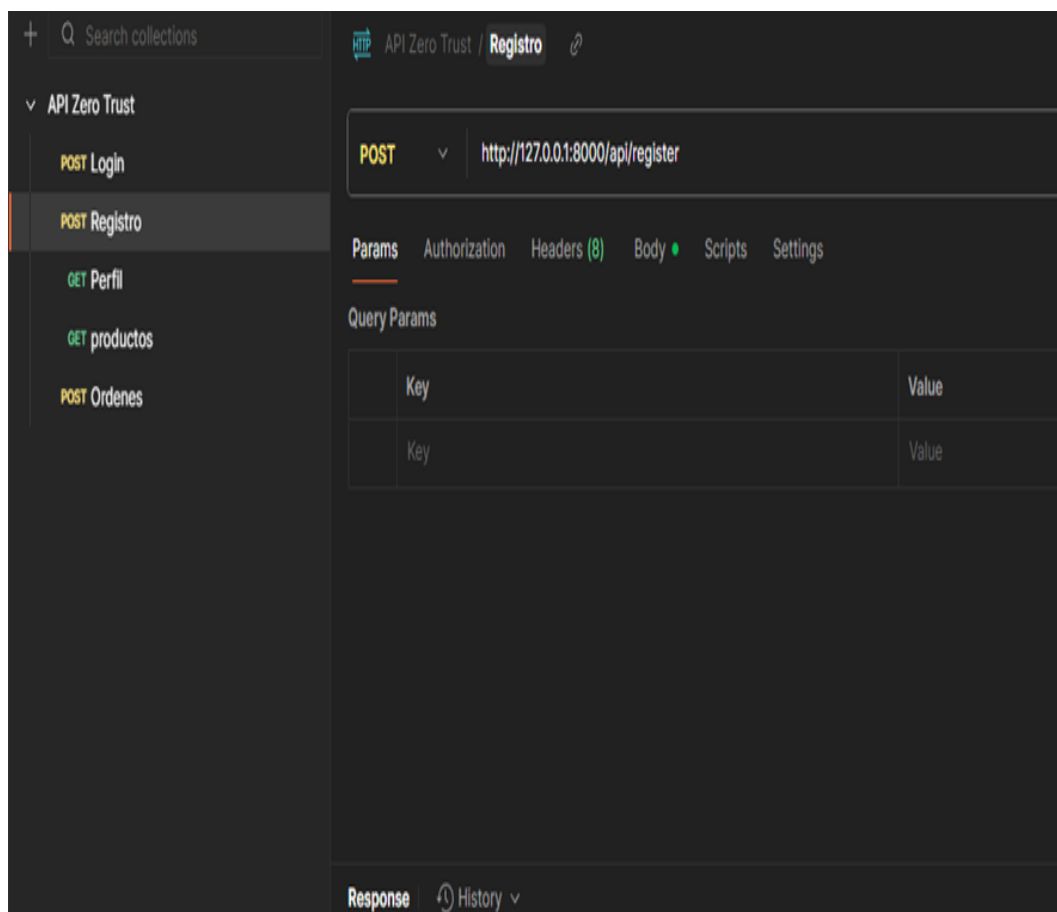 Search collections
API Zero Trust
POST Login
POST Registro
GET Perfil
GET productos
POST Ordenes
HTTP API Zero Trust / Registro
POST http://127.0.0.1:8000/api/register
Params Authorization Headers (8) Body Scripts Settings
Query Params
Key Value
Key Value
Response History